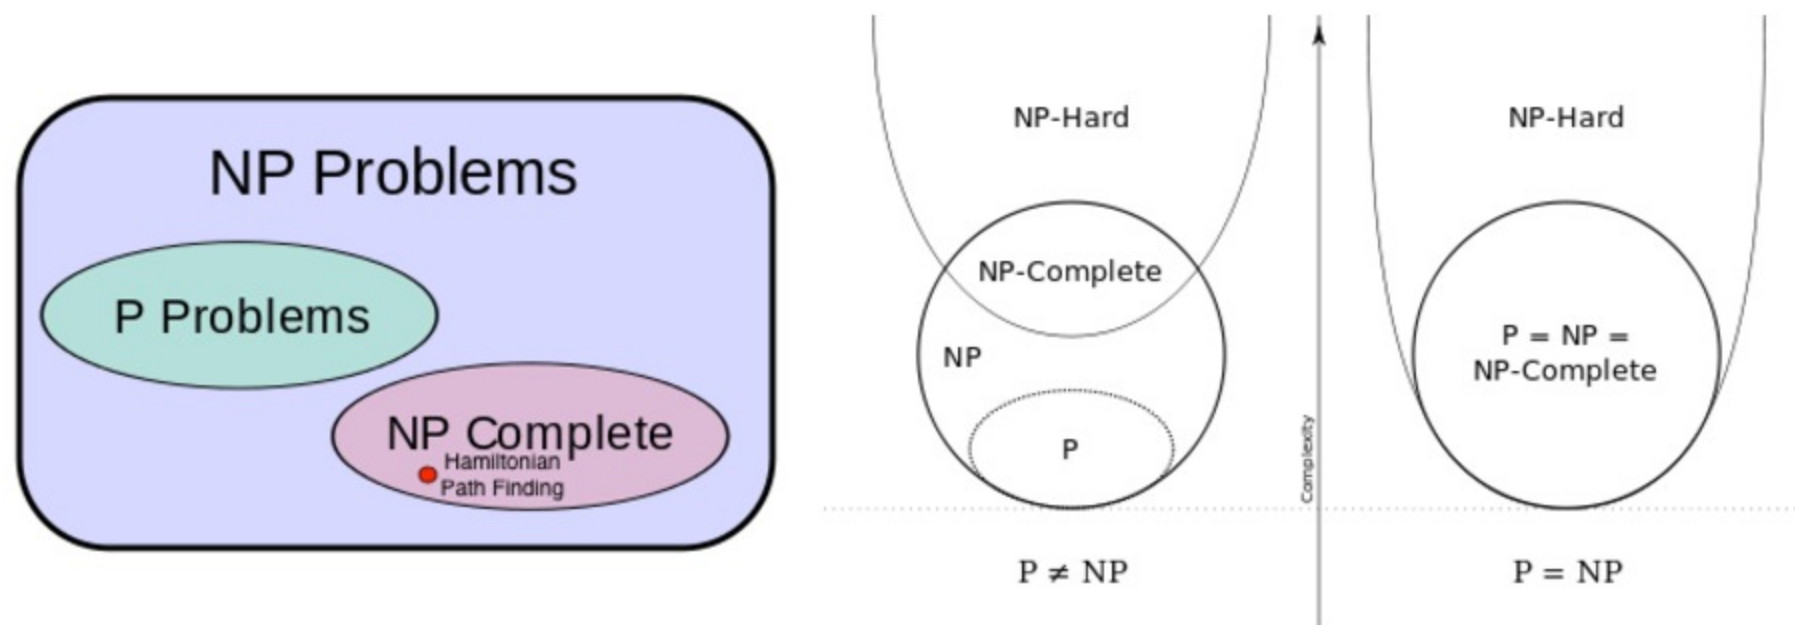 NP Problems
P Problems
NP Complete
Hamiltonian
Path Finding
NP-Hard
NP-Complete
NP
P
P ≠ NP
Complexity
NP-Hard
P = NP =
NP-Complete
P = NP